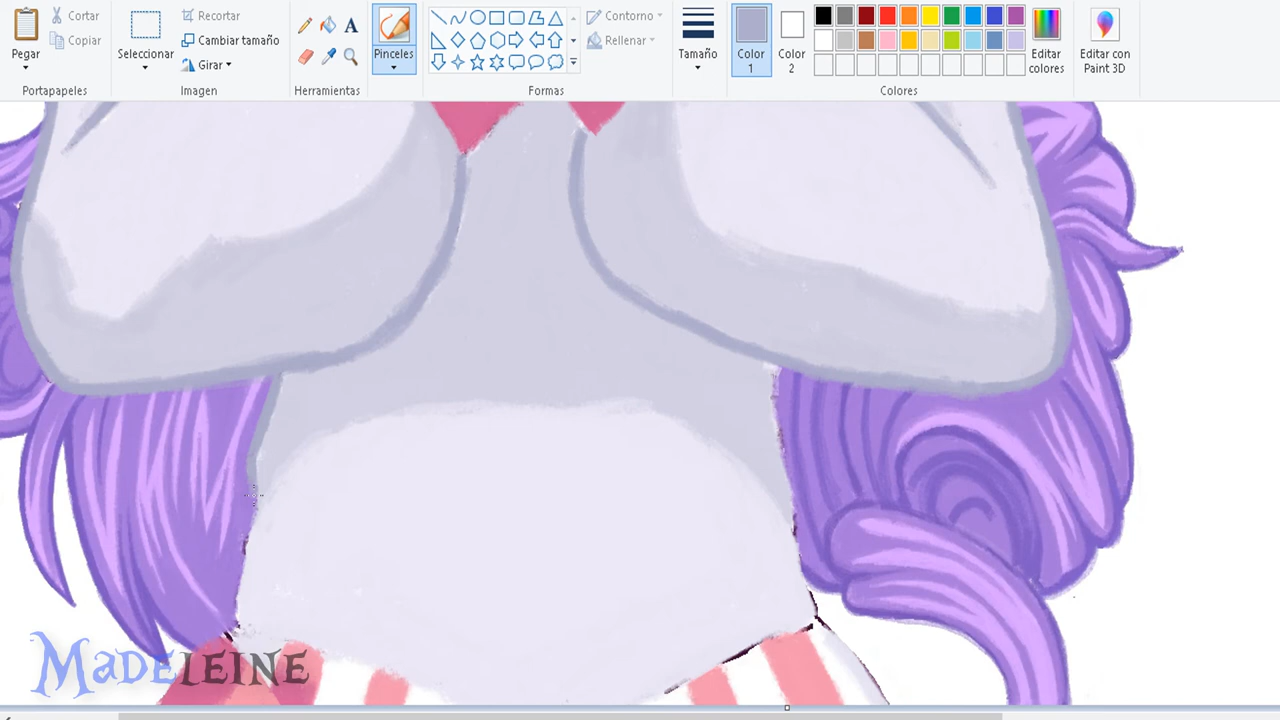 Cortar
Recortar
Contorno
Copiar
Cambiar tamaño
Rellenar
Pegar
Seleccionar
Girar
Pinceles
Tamaño
Color
1
Color
2
Editar
colores
Editar con
Paint 3D
Portapapeles
Imagen
Herramientas
Formas
Colores
A
MaDeLEINE